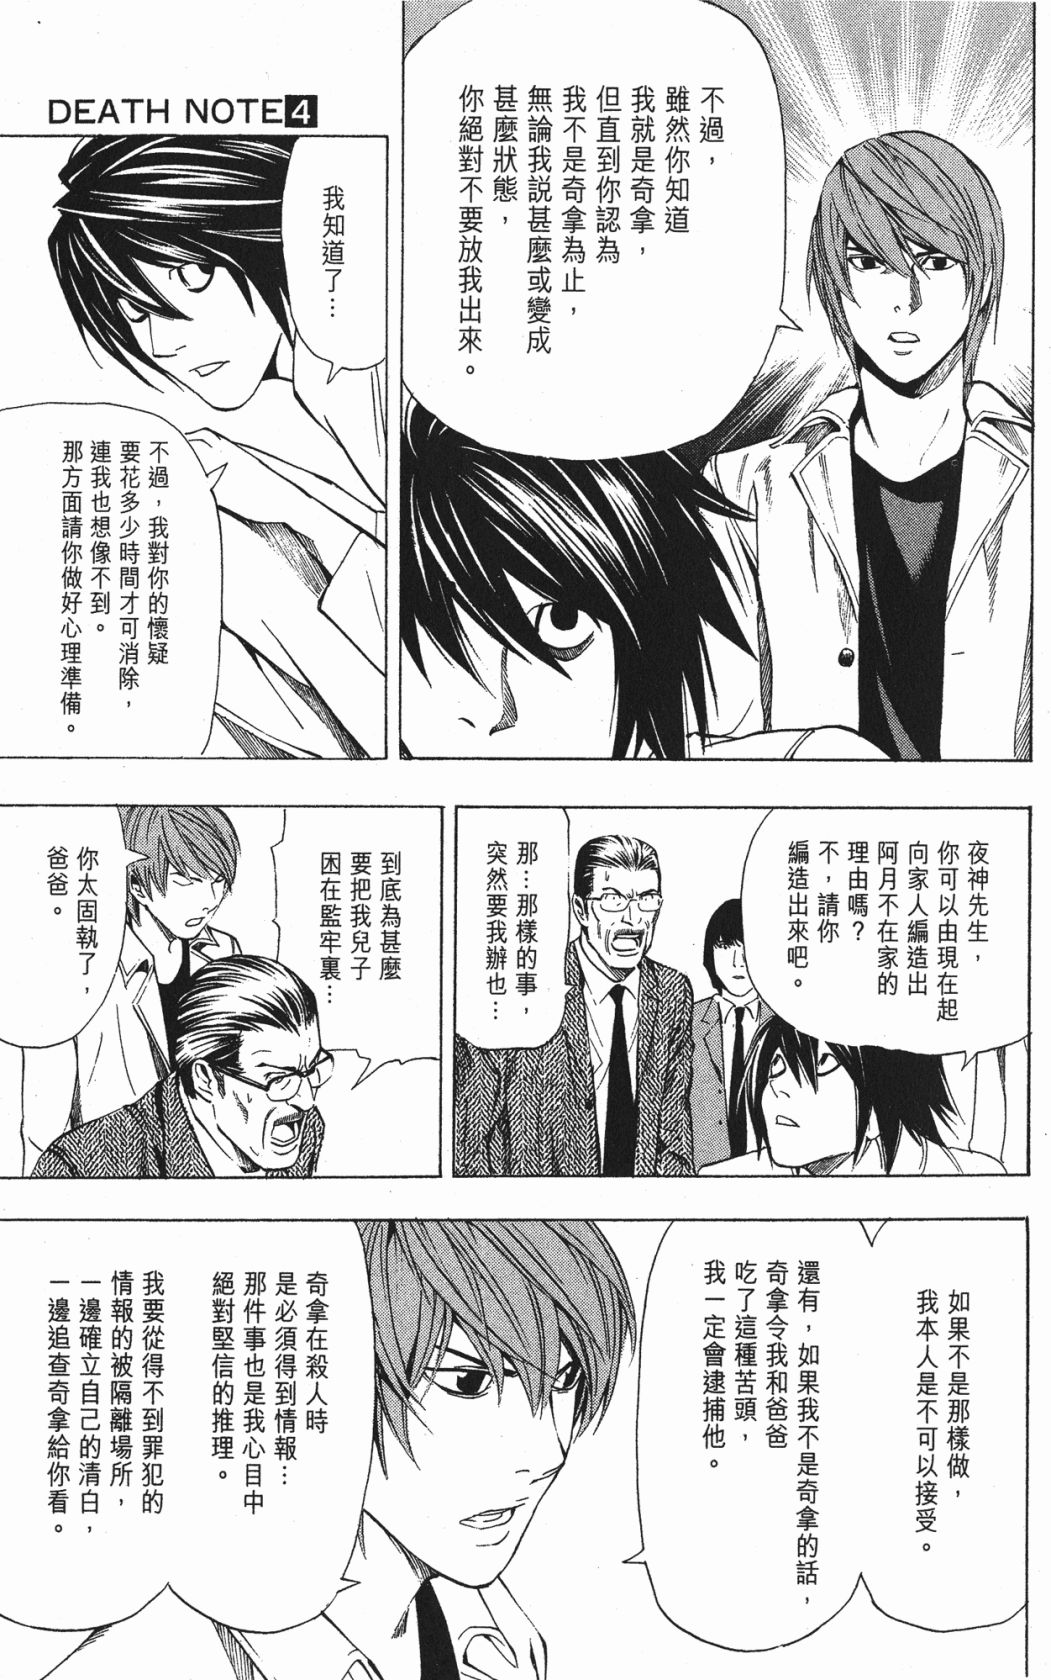 DEATH NOTE 4
不過，
雖然你知道
我就是奇拿，
但直到你認為
我不是奇拿為止，
無論我説甚麼或變成
甚麼狀態，
你絕對不要放我出來。
我知道了…
不過，我對你的懷疑
要花多少時間才可消除，
連我也想像不到。
那方面請你做好心理準備。
夜神先生，
你可以由現在起
向家人編造出
阿月不在家的
理由嗎？
不，請你
編造出來吧。
那…那樣的事，
突然要我辦也…
到底為甚麼
要把我兒子
困在監牢裏…
你太固執了，
爸爸。
如果不是那樣做，
我本人是不可以接受。
還有，如果我不是奇拿的話，
奇拿令我和爸爸
吃了這種苦頭，
我一定會逮捕他。
奇拿在殺人時
是必須得到情報…
那件事也是我心目中
絕對堅信的推理。
我要從得不到罪犯的
情報的被隔離場所，
一邊確立自己的清白，
一邊追查奇拿給你看。